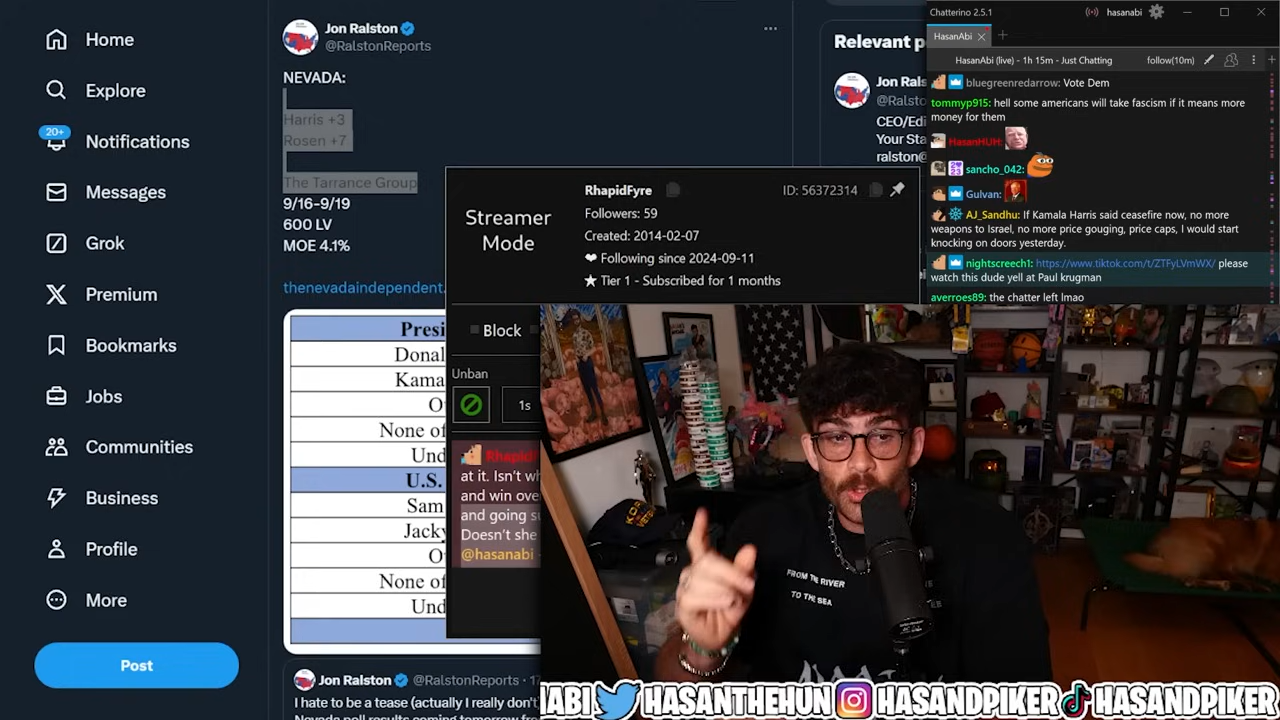 Home
Explore
20+
Notifications
Messages
Grok
Premium
Bookmarks
Jobs
Communities
Business
Profile
More
Post
Jon Ralston
@RalstonReports
NEVADA:
Harris +3
Rosen +7
The Tarrance Group
9/16-9/19
600 LV
MOE 4.1%
thenevadaindependent.
Presi
Donal
Kama
O
None of
Und
U.S.
Sam
Jacky
O
None of
Und
Jon Ralston @RalstonReports
I hate to be a tease (actually I really don't
Nevada poll results coming tomorrow fro
Relevant p
Jon Rals
@Ralsto
CEO/Edi
Your Sta
ralston@
Streamer
Mode
RhapidFyre
ID: 56372314
Followers: 59
Created: 2014-02-07
❤ Following since 2024-09-11
★ Tier 1 - Subscribed for 1 months
Block
Unban
1s
RhapidF
at it. Isn't wh
and win ove
and going su
Doesn't she
@hasanabi
Chatterino 2.5.1
hasanabi
HasanAbi
HasanAbi (live) - 1h 15m - Just Chatting
follow(10m)
bluegreenredarrow: Vote Dem
tommyp915: hell some americans will take fascism if it means more
money for them
HasanHUH:
sancho_042:
Gulvan:
AJ_Sandhu: If Kamala Harris said ceasefire now, no more
weapons to Israel, no more price gouging, price caps, I would start
knocking on doors yesterday.
nightscreech1: https://www.tiktok.com/t/ZTFyLVmWX/ please
watch this dude yell at Paul krugman
averroes89: the chatter left lmao
FROM THE RIVER
TO THE SEA
ABI HASANTHEHUN HASANDPIKER HASANDPIKER